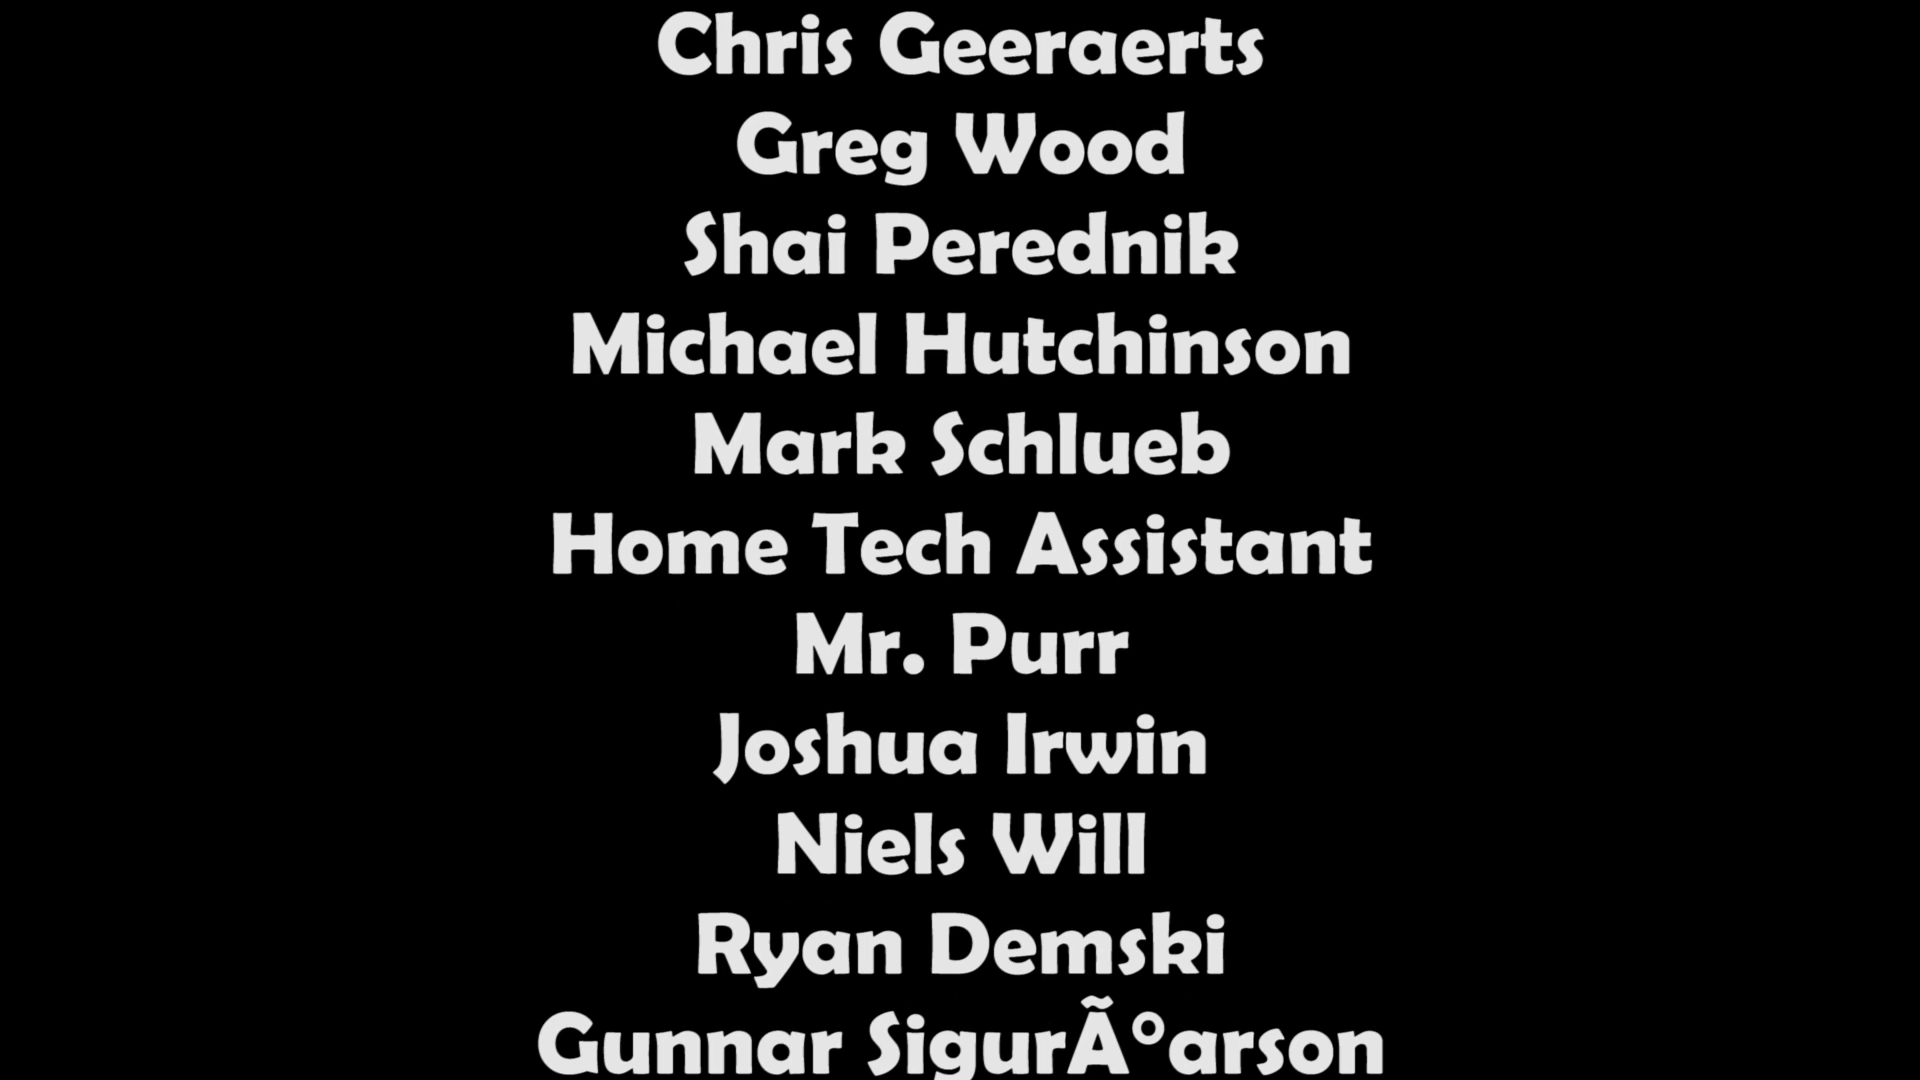 Chris Geeraerts
Greg Wood
Shai Perednik
Michael Hutchinson
Mark Schlueb
Home Tech Assistant
Mr. Purr
Joshua Irwin
Niels Will
Ryan Demski
Gunnar SigurÃ°arson